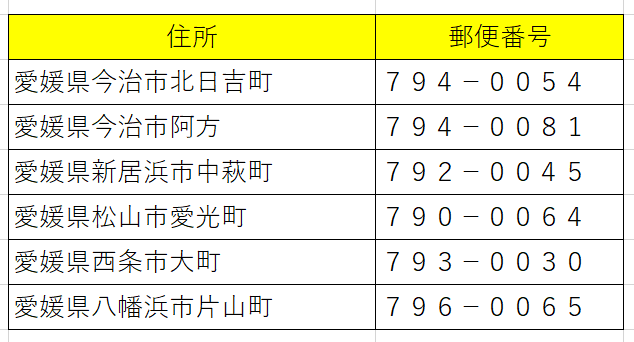 住所 郵便番号
愛媛県今治市北日吉町 ７９４－００５４
愛媛県今治市阿方 ７９４－００８１
愛媛県新居浜市中萩町 ７９２－００４５
愛媛県松山市愛光町 ７９０－００６４
愛媛県西条市大町 ７９３－００３０
愛媛県八幡浜市片山町 ７９６－００６５